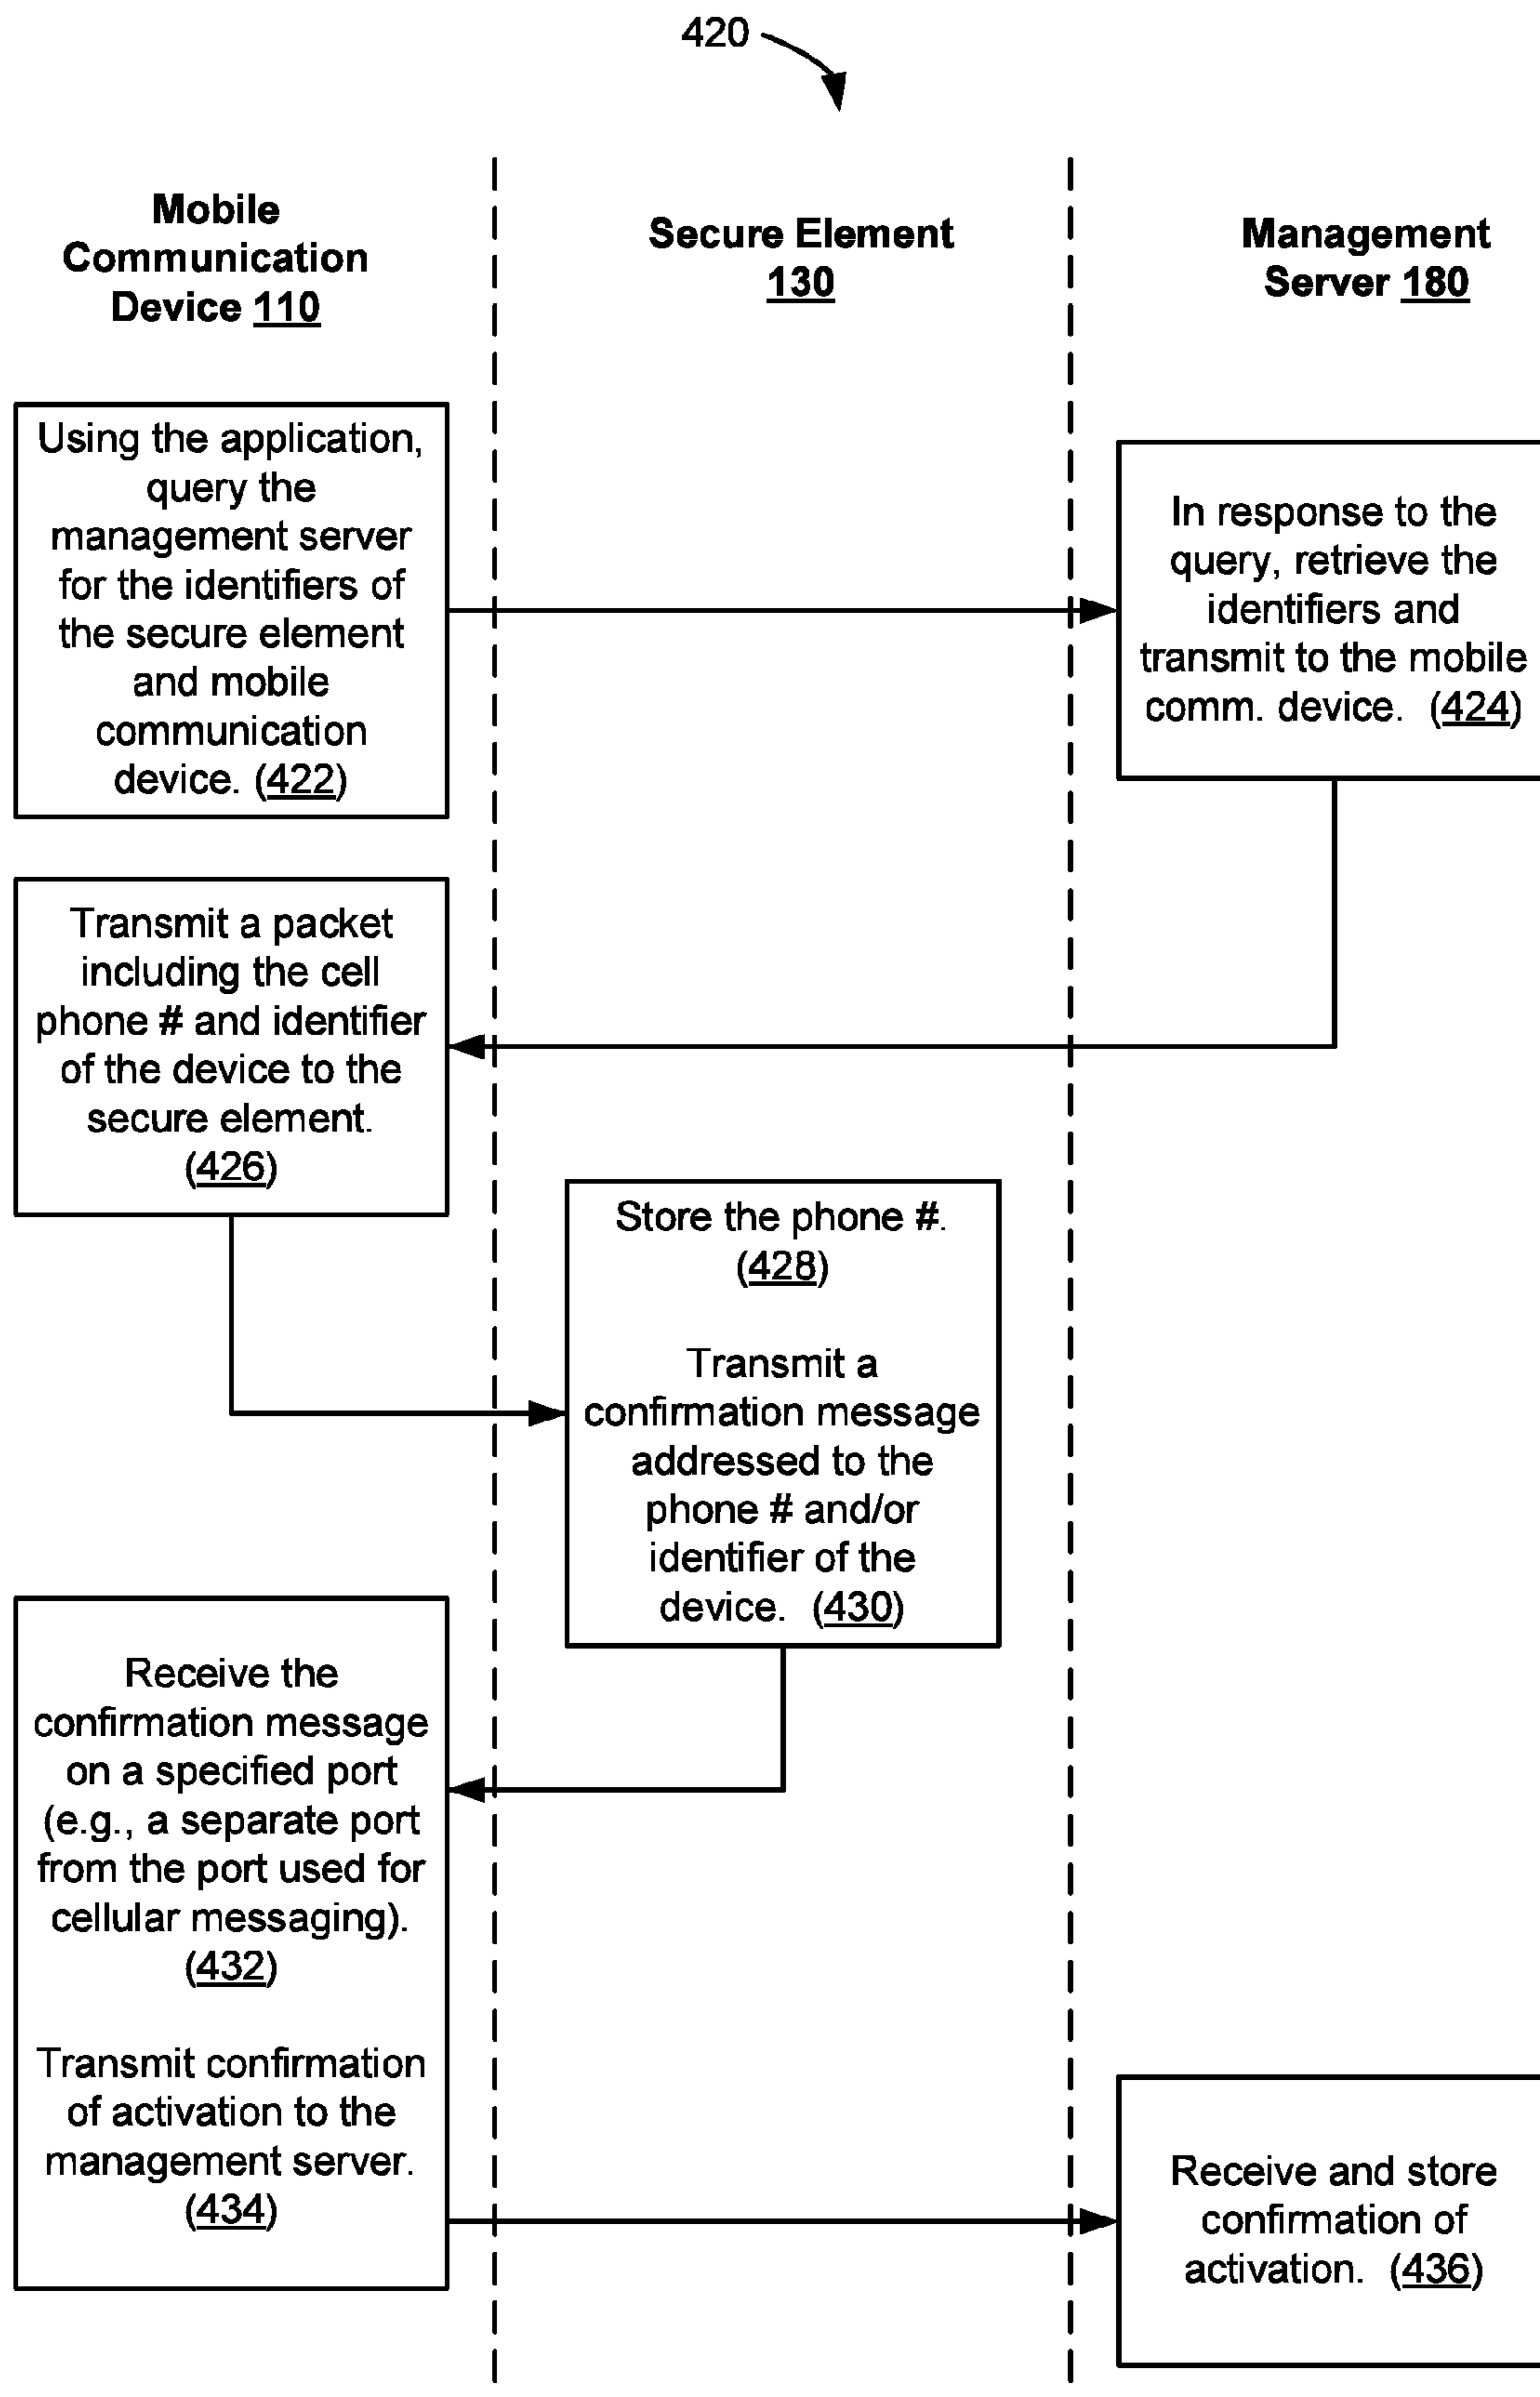 420
Mobile
Communication
Device 110
Secure Element
130
Management
Server 180
Using the application,
query the
management server
for the identifiers of
the secure element
and mobile
communication
device. (422)
In response to the
query, retrieve the
identifiers and
transmit to the mobile
comm. device. (424)
Transmit a packet
including the cell
phone # and identifier
of the device to the
secure element.
(426)
Store the phone #.
(428)
Transmit a
confirmation message
addressed to the
phone # and/or
identifier of the
device. (430)
Receive the
confirmation message
on a specified port
(e.g., a separate port
from the port used for
cellular messaging).
(432)
Transmit confirmation
of activation to the
management server.
(434)
Receive and store
confirmation of
activation. (436)